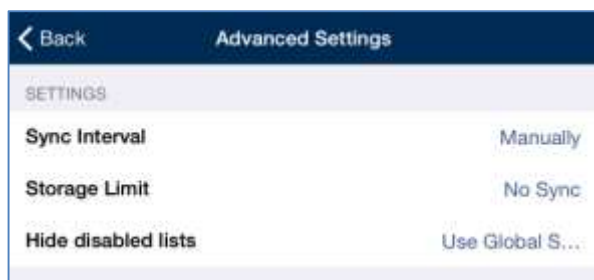 Back Advanced Settings
SETTINGS
Sync Interval Manually
Storage Limit No Sync
Hide disabled lists Use Global S...